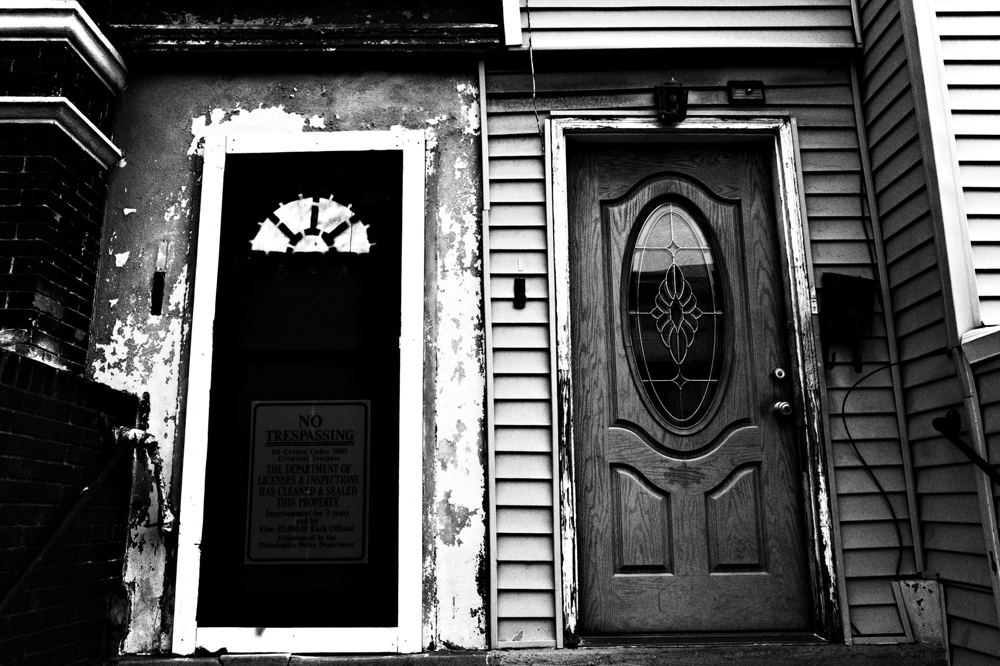 NO
TRESPASSING
PA Crimes Codes 3503
Criminal Trespass
THE DEPARTMENT OF
LICENSES & INSPECTIONS
HAS CLEANED & SEALED
THIS PROPERTY
Imprisonment for 2 years
and/or
Fine $5,000.00 Each Offense
Enforcement by the
Philadelphia Police Department